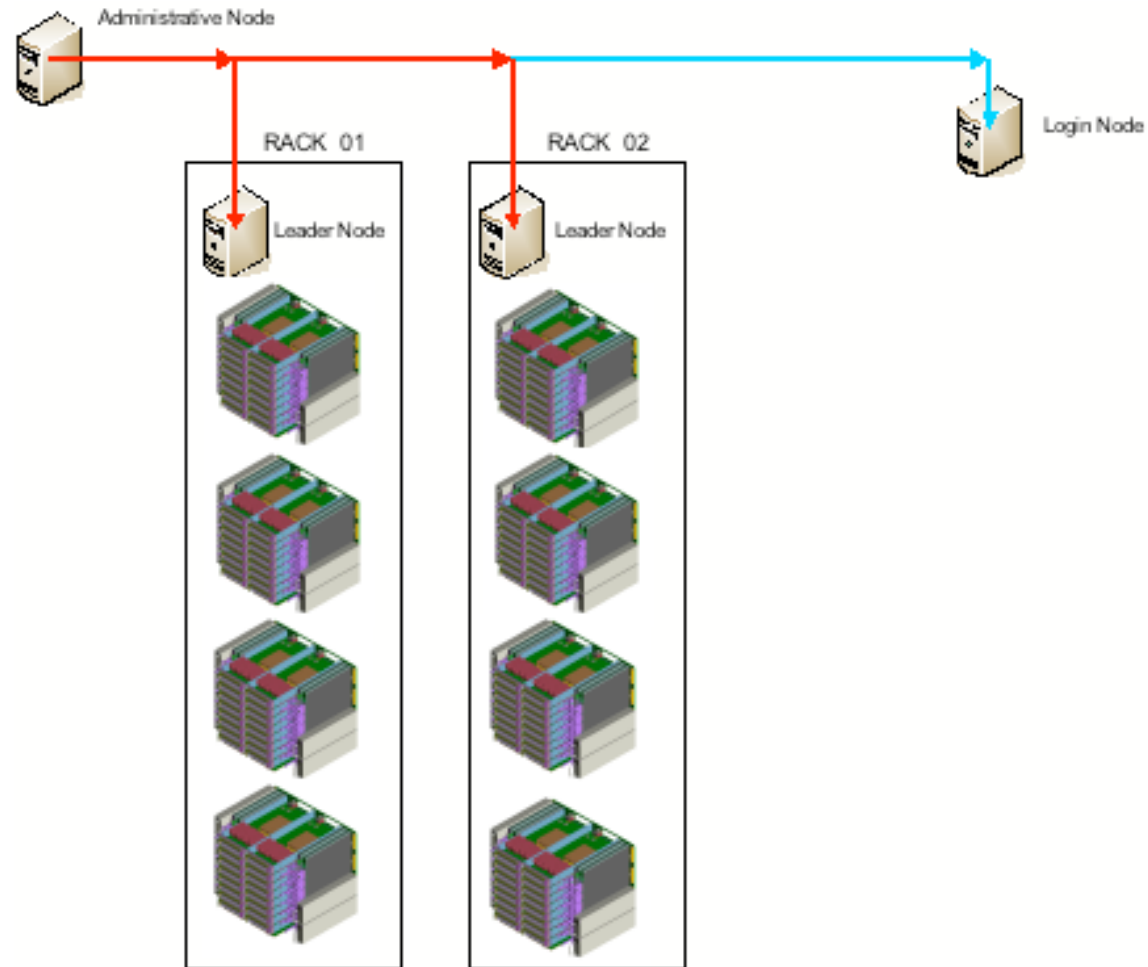 Administrative Node
Login Node
RACK 01
RACK 02
Leader Node
Leader Node